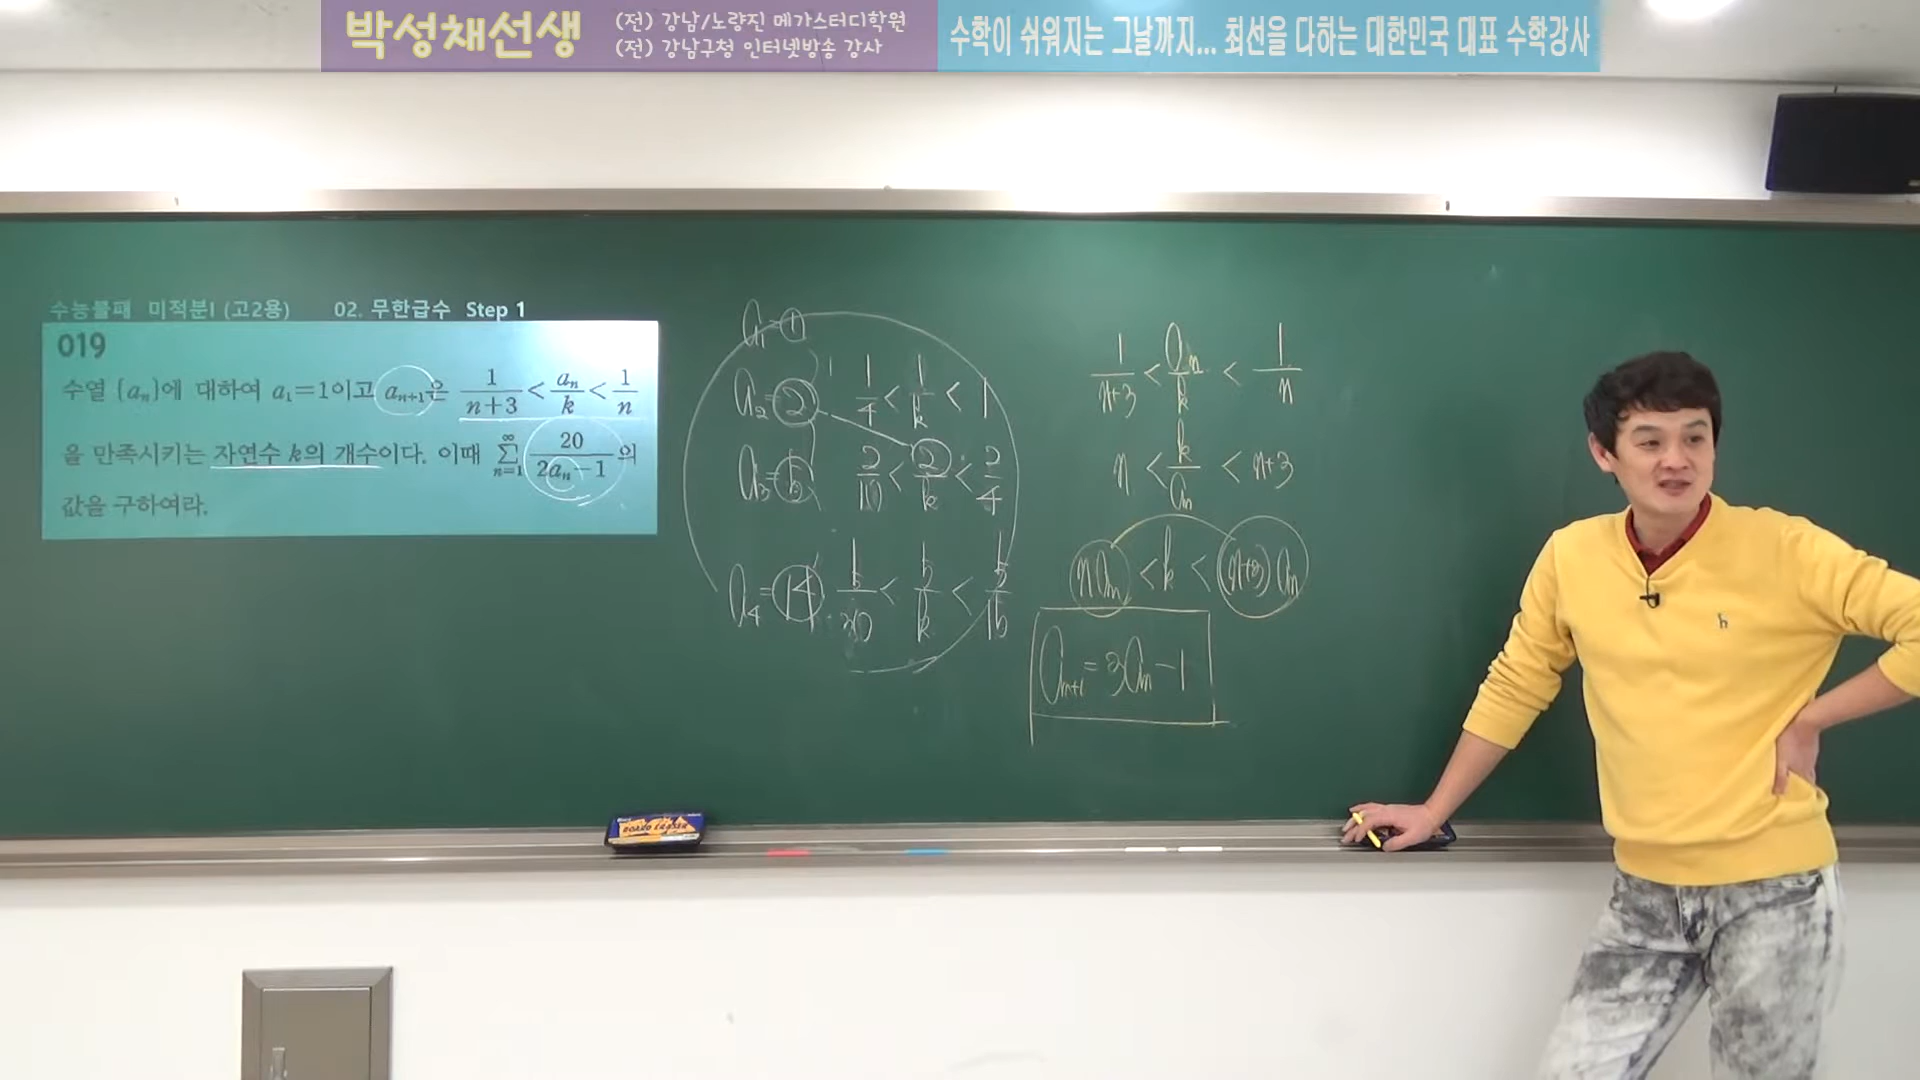 박성채선생
(전) 강남/노량진 메가스터디학원
(전) 강남구청 인터넷방송 강사
수학이 쉬워지는 그날까지... 최선을 다하는 대한민국 대표 수학강사
수능불패 미적분I (고2용) 02. 무한급수 Step 1
019
수열 {aₙ}에 대하여 a₁=1이고 aₙ₊₁은 1/(n+3) < aₙ/k < 1/n
을 만족시키는 자연수 k의 개수이다. 이때 ∑_{n=1}^{∞} 20/(2aₙ-1)의
값을 구하여라.
a₁=1
a₂=2 1/4 < 1/k < 1
a₃=5 2/10 < 2/k < 2/4
a₄=14 5/30 < 5/k < 5/15
1/(n+3) < aₙ/k < 1/n
n < k/aₙ < n+3
naₙ < k < (n+3)aₙ
aₙ₊₁=3aₙ-1
BOARD ERASER
h